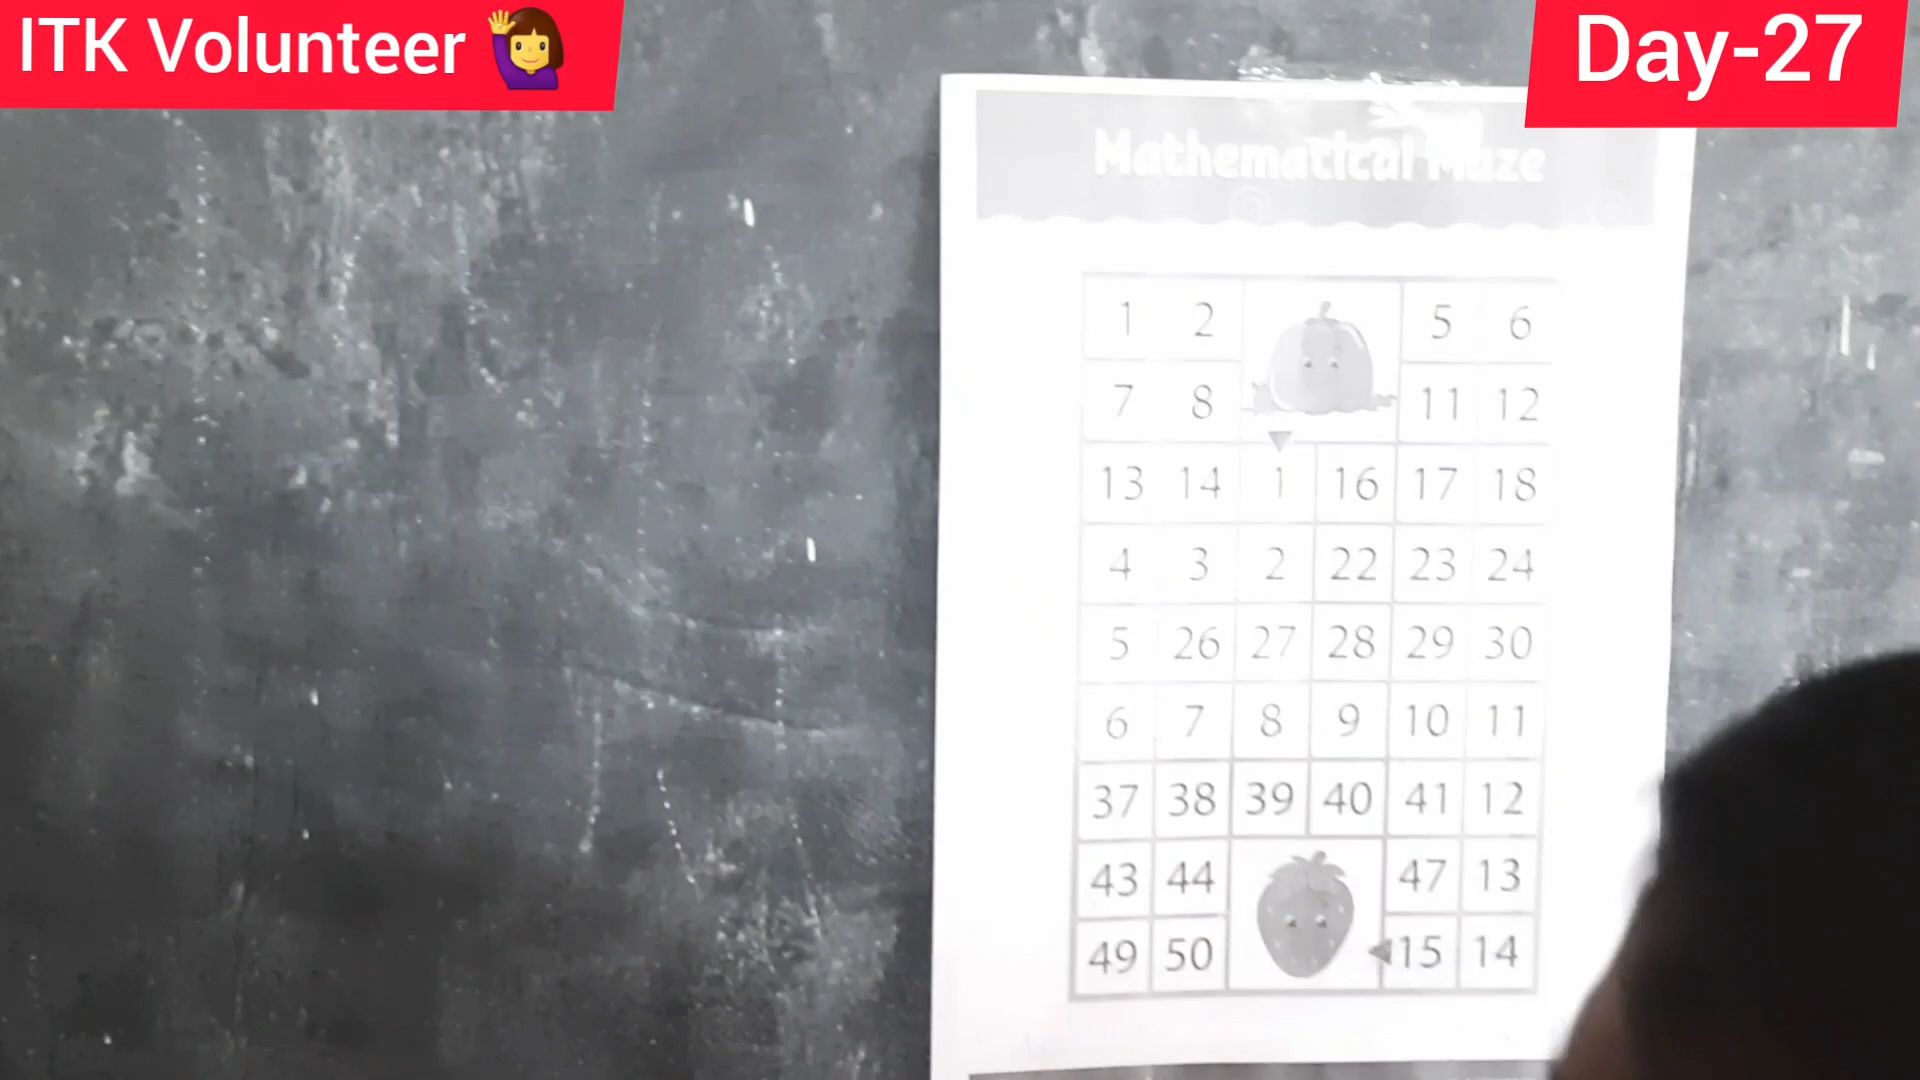 ITK Volunteer
Day-27
Mathematical Maze
1 2 5 6
7 8 11 12
13 14 1 16 17 18
4 3 2 22 23 24
5 26 27 28 29 30
6 7 8 9 10 11
37 38 39 40 41 12
43 44 47 13
49 50 15 14